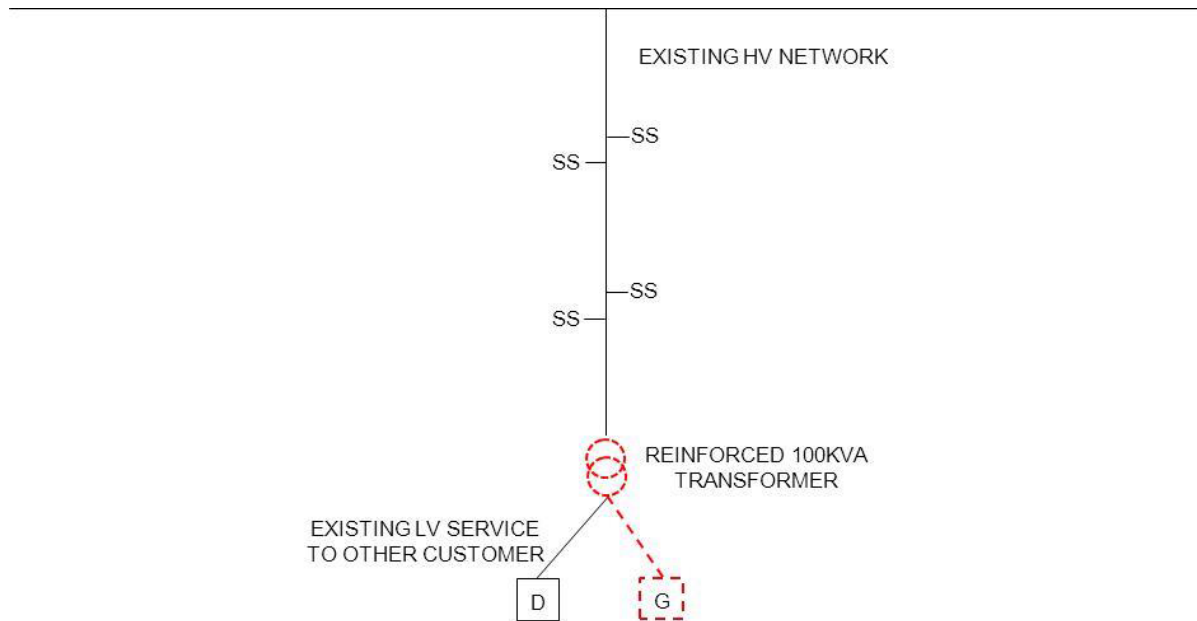 EXISTING HV NETWORK
SS
SS
SS
SS
REINFORCED 100KVA
TRANSFORMER
EXISTING LV SERVICE
TO OTHER CUSTOMER
D
G